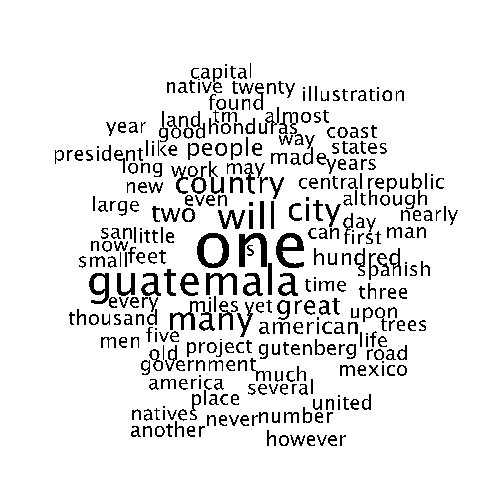 capital
native twenty
found illustration
land tm almost
year good honduras way coast
president like people made states
long work may years
new country central republic
large even although
two will city day nearly
san little can first man
now one s
small feet hundred
guatemala spanish
every miles yet great time three
thousand many american upon trees
men five life
old project gutenberg road
government mexico
america much several
place united
natives never number
another however